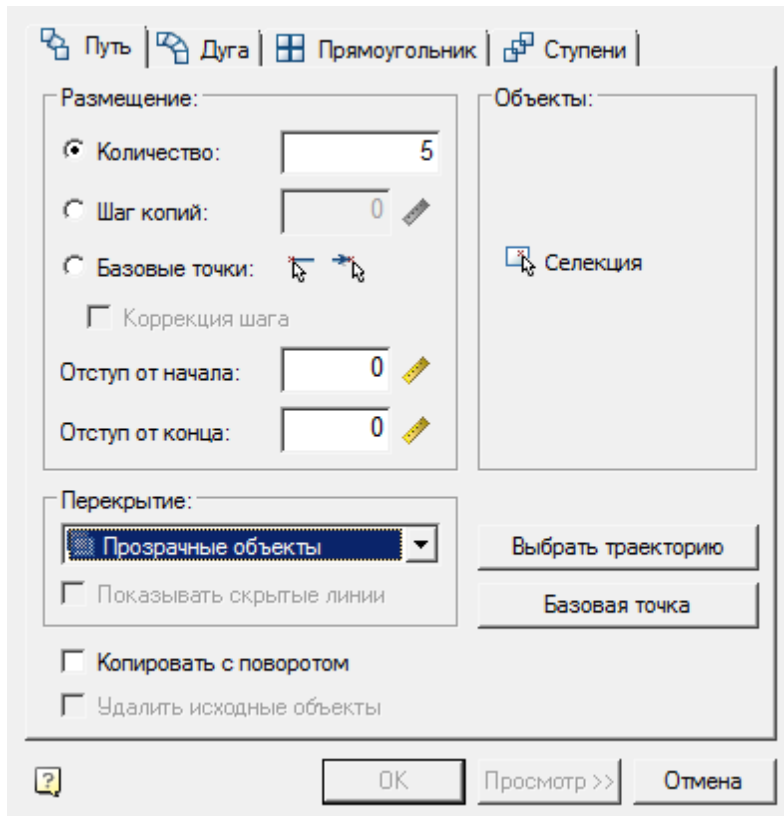 Путь Дуга Прямоугольник Ступени
Размещение:
Количество: 5
Шаг копий: 0
Базовые точки:
Коррекция шага
Отступ от начала: 0
Отступ от конца: 0
Объекты:
Селекция
Перекрытие:
Прозрачные объекты
Показывать скрытые линии
Выбрать траекторию
Базовая точка
Копировать с поворотом
Удалить исходные объекты
? OK Просмотр >> Отмена